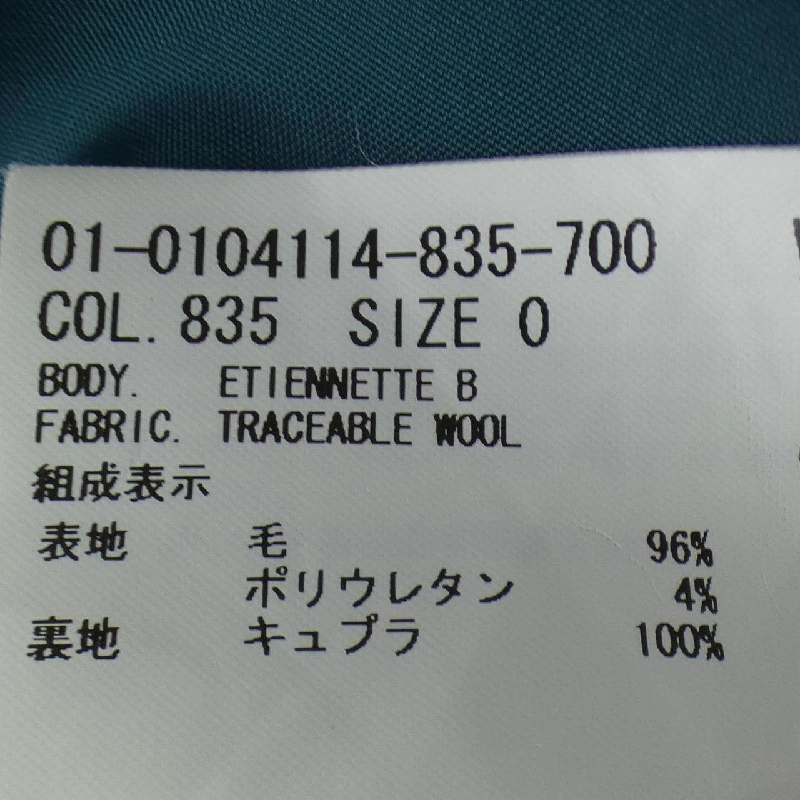 01-0104114-835-700
COL. 835 SIZE 0
BODY. ETIENNETTE B
FABRIC. TRACEABLE WOOL
組成表示
表地 毛 96%
ポリウレタン 4%
裏地 キュプラ 100%